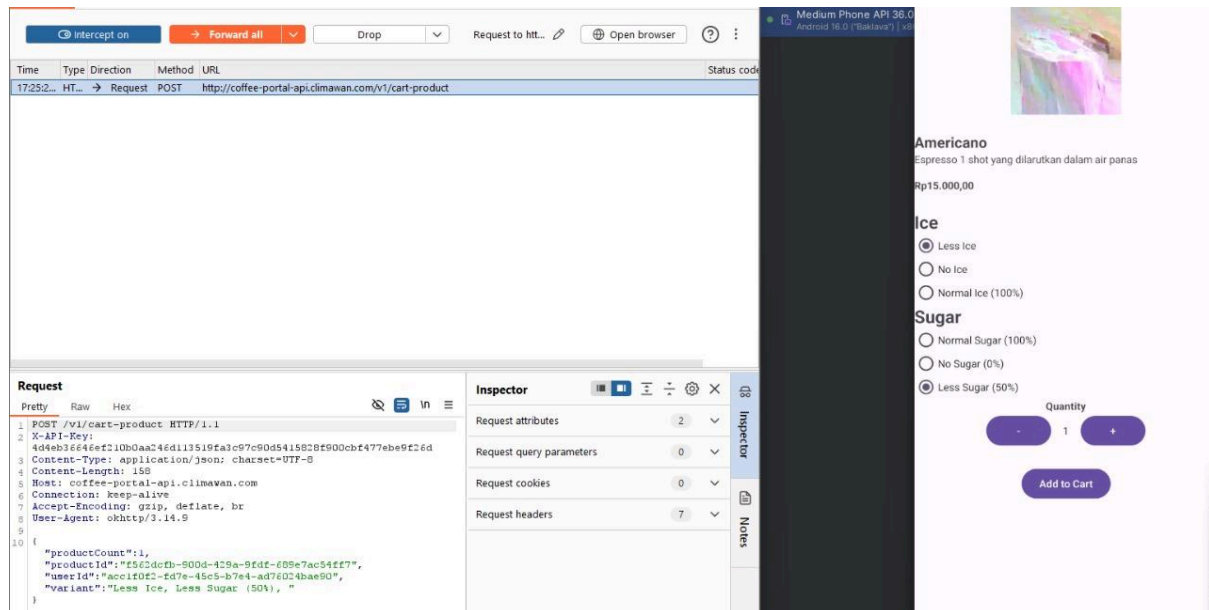 Intercept on
Forward all
Drop
Request to htt...
Open browser
Time Type Direction Method URL Status code
17:25:2... HT... → Request POST http://coffee-portal-api.climawan.com/v1/cart-product
Request
Pretty Raw Hex
\n
1 POST /v1/cart-product HTTP/1.1
2 X-API-Key:
4d4eb36646ef210b0aa246d113519fa3c97c90d5415828f900cbf477ebe9f26d
3 Content-Type: application/json; charset=UTF-8
4 Content-Length: 158
5 Host: coffee-portal-api.climawan.com
6 Connection: keep-alive
7 Accept-Encoding: gzip, deflate, br
8 User-Agent: okhttp/3.14.9
9
10 {
"productCount":1,
"productId":"f562dcfb-900d-429a-9fdf-689e7ac54ff7",
"userId":"acc1f0f2-fd7e-45c5-b7e4-ad76024bae90",
"variant":"Less Ice, Less Sugar (50%), "
}
Inspector
Request attributes 2
Request query parameters 0
Request cookies 0
Request headers 7
Inspector
Notes
Medium Phone API 36.0
Android 16.0 ("Baklava") |
Americano
Espresso 1 shot yang dilarutkan dalam air panas
Rp15.000,00
Ice
Less Ice
No Ice
Normal Ice (100%)
Sugar
Normal Sugar (100%)
No Sugar (0%)
Less Sugar (50%)
Quantity
- 1 +
Add to Cart